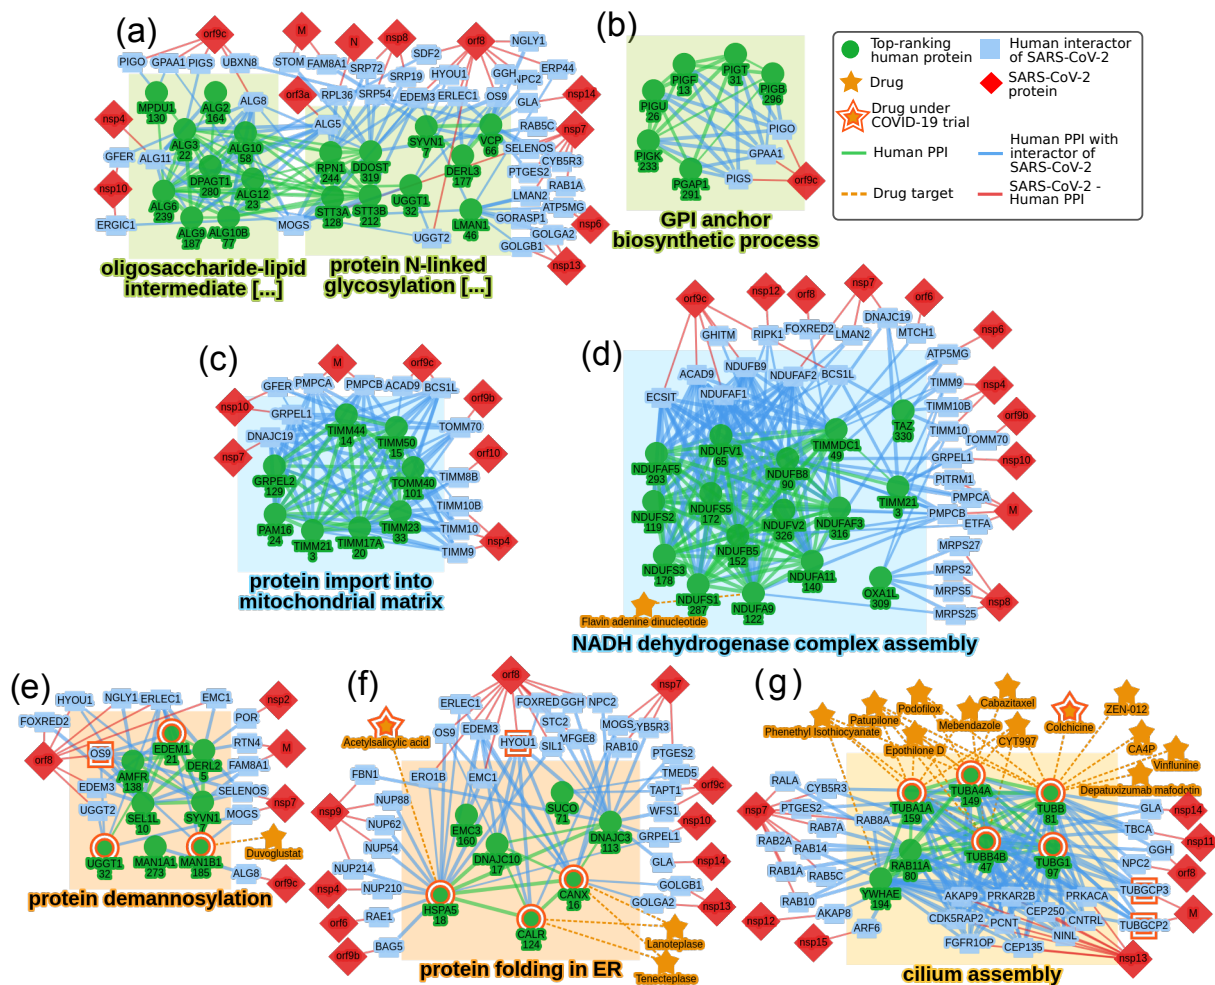 (a)
orf9c
M
N
nsp8
orf8
NGLY1
PIGO
GPAA1
PIGS
UBXN8
STOM
FAM8A1
SRP72
SDF2
SRP19
HYOU1
GGH
NPC2
ERP44
orf3a
RPL36
SRP54
EDEM3
ERLEC1
OS9
GLA
nsp14
MPDU1
130
ALG2
164
ALG8
ALG5
RAB5C
nsp4
ALG3
22
ALG10
58
SYVN1
7
VCP
66
SELENOS
nsp7
GFER
ALG11
DPAGT1
280
ALG12
23
RPN1
244
DDOST
319
DERL3
177
CYB5R3
PTGES2
RAB1A
nsp10
ALG6
239
STT3A
128
STT3B
212
UGGT1
32
LMAN2
ATP5MG
ERGIC1
ALG9
187
ALG10B
77
MOGS
UGGT2
LMAN1
46
GORASP1
GOLGA2
GOLGB1
nsp6
nsp13
oligosaccharide-lipid
intermediate [...]
protein N-linked
glycosylation [...]
(b)
PIGF
13
PIGT
31
PIGB
296
PIGU
26
PIGO
PIGK
233
GPAA1
PGAP1
291
PIGS
orf9c
GPI anchor
biosynthetic process
Top-ranking
human protein
Human interactor
of SARS-CoV-2
Drug
SARS-CoV-2
protein
Drug under
COVID-19 trial
Human PPI
Human PPI with
interactor of
SARS-CoV-2
Drug target
SARS-CoV-2 -
Human PPI
(c)
M
orf9c
GFER
PMPCA
PMPCB
ACAD9
BCS1L
nsp10
GRPEL1
orf9b
DNAJC19
TIMM44
14
TIMM50
15
TOMM70
nsp7
orf10
GRPEL2
129
TOMM40
101
TIMM8B
PAM16
24
TIMM21
3
TIMM17A
20
TIMM23
33
TIMM10B
TIMM10
nsp4
TIMM9
protein import into
mitochondrial matrix
(d)
orf9c
nsp12
orf8
nsp7
orf6
GHITM
RIPK1
FOXRED2
LMAN2
DNAJC19
MTCH1
nsp6
ACAD9
NDUFB9
NDUFAF2
BCS1L
ATP5MG
ECSIT
NDUFAF1
TIMM9
nsp4
TAZ
330
TIMM10B
orf9b
NDUFV1
65
TIMMDC1
49
TIMM10
TOMM70
NDUFAF5
293
NDUFB8
90
GRPEL1
nsp10
TIMM21
3
PITRM1
NDUFS2
119
NDUFS5
172
NDUFV2
326
NDUFAF3
316
PMPCA
PMPCB
M
ETFA
NDUFB5
152
MRPS27
NDUFS3
178
NDUFA11
140
MRPS2
OXA1L
309
MRPS5
nsp8
NDUFS1
287
NDUFA9
122
MRPS25
Flavin adenine dinucleotide
NADH dehydrogenase complex assembly
(e)
HYOU1
NGLY1
ERLEC1
EMC1
nsp2
FOXRED2
POR
EDEM1
21
OS9
DERL2
5
RTN4
M
orf8
AMFR
138
FAM8A1
EDEM3
SELENOS
UGGT2
SEL1L
10
SYVN1
7
MOGS
nsp7
UGGT1
32
MAN1A1
273
MAN1B1
185
Duvoglustat
ALG8
orf9c
protein demannosylation
(f)
orf8
nsp7
ERLEC1
FOXRED
GGH
NPC2
Acetylsalicylic acid
OS9
EDEM3
STC2
MOGS
CYB5R3
HYOU1
SIL1
MFGE8
RAB10
PTGES2
FBN1
ERO1B
EMC1
TMED5
nsp9
NUP88
SUCO
71
TAPT1
orf9c
NUP62
EMC3
160
WFS1
nsp10
NUP54
DNAJC3
113
GRPEL1
NUP214
DNAJC10
17
GLA
nsp14
nsp4
NUP210
HSPA5
18
CANX
16
GOLGB1
nsp13
orf6
RAE1
CALR
124
GOLGA2
orf9b
BAG5
Lanoteplase
Tenecteplase
protein folding in ER
(g)
Podofilox
Cabazitaxel
Patupilone
Mebendazole
Colchicine
ZEN-012
Phenethyl Isothiocyanate
Epothilone D
CYT997
CA4P
Vinflunine
RALA
CYB5R3
TUBA1A
159
TUBA4A
149
TUBB
81
Depatuxizumab mafodotin
nsp7
PTGES2
RAB8A
GLA
nsp14
RAB7A
TBCA
RAB2A
RAB14
RAB11A
80
TUBB4B
47
TUBG1
97
GGH
nsp11
RAB1A
RAB5C
NPC2
orf8
YWHAE
194
AKAP9
PRKAR2B
PRKACA
TUBGCP3
RAB10
AKAP8
CDK5RAP2
PCNT
CEP250
CNTRL
TUBGCP2
M
nsp12
ARF6
NINL
nsp15
FGFR1OP
CEP135
nsp13
cilium assembly